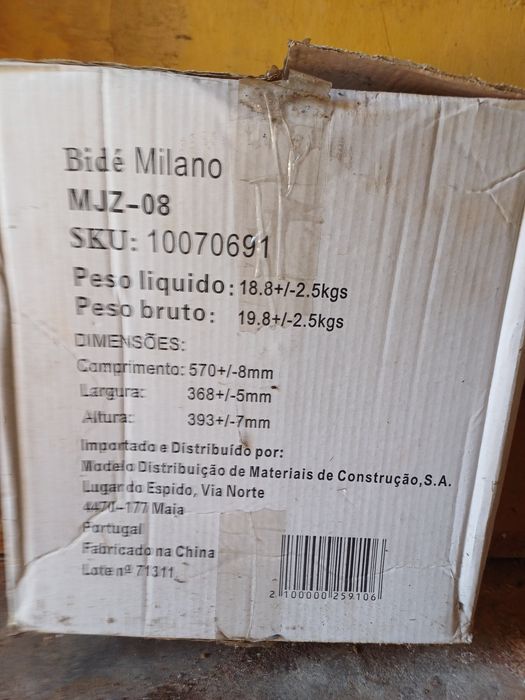 Bidé Milano
MJZ-08
SKU: 10070691
Peso liquido: 18.8+/-2.5kgs
Peso bruto: 19.8+/-2.5kgs
DIMENSÕES:
Comprimento: 570+/-8mm
Largura: 368+/-5mm
Altura: 393+/-7mm
Importado e Distribuído por:
Modelo Distribuição de Materiais de Construção,S.A.
Lugar do Espido, Via Norte
4470-177 Maia
Portugal
Fabricado na China
Lote nº 71311
2 100000 259106